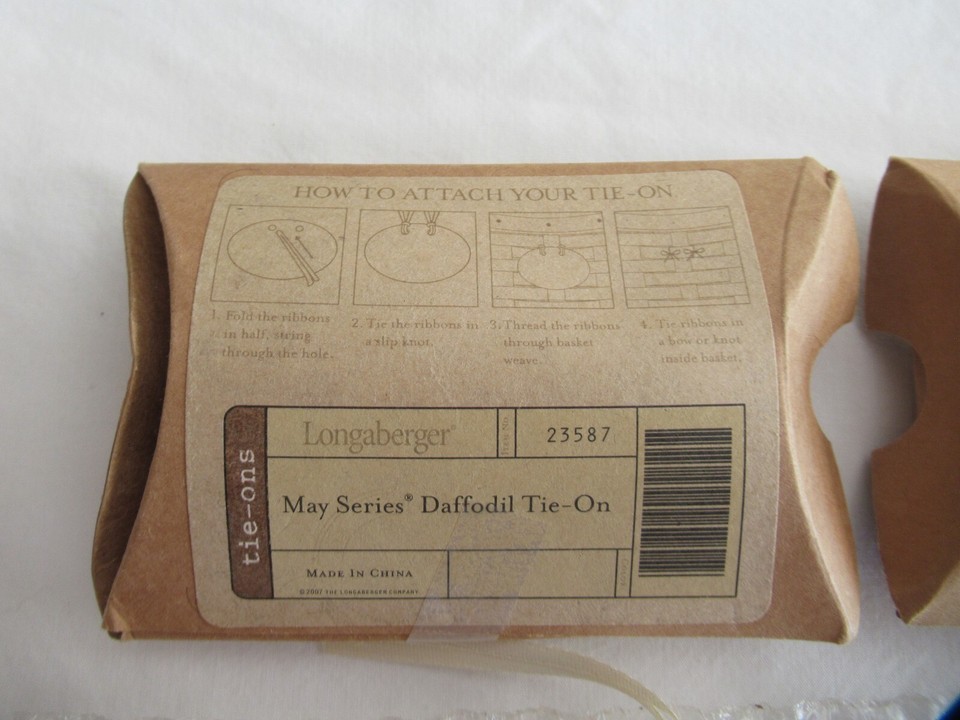 HOW TO ATTACH YOUR TIE-ON
1. Fold the ribbons
in half, string
through the hole.
2. Tie the ribbons in
a slip knot.
3. Thread the ribbons
through basket
weave.
4. Tie ribbons in
a bow or knot
inside basket.
tie-ons
Longaberger®
Item No.
23587
May Series® Daffodil Tie-On
MADE IN CHINA
©2007 THE LONGABERGER COMPANY